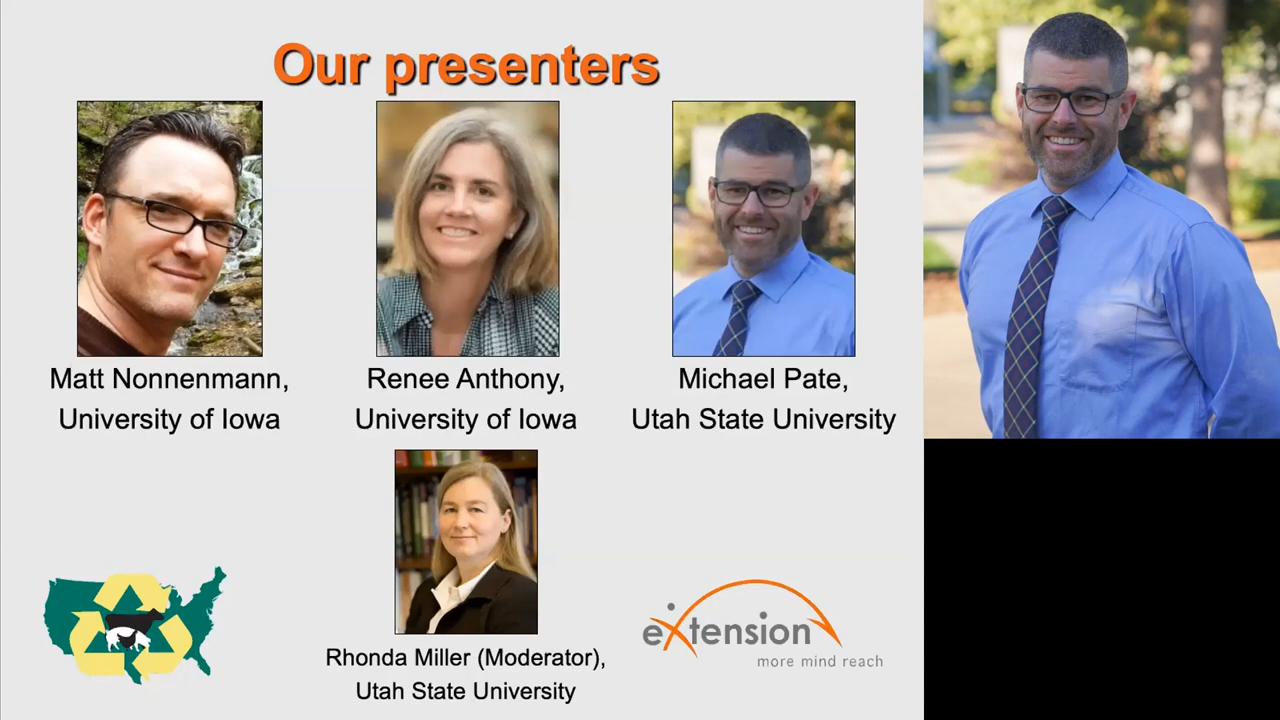 Our presenters
Matt Nonnenmann,
University of Iowa
Renee Anthony,
University of Iowa
Michael Pate,
Utah State University
Rhonda Miller (Moderator),
Utah State University
eXtension
more mind reach